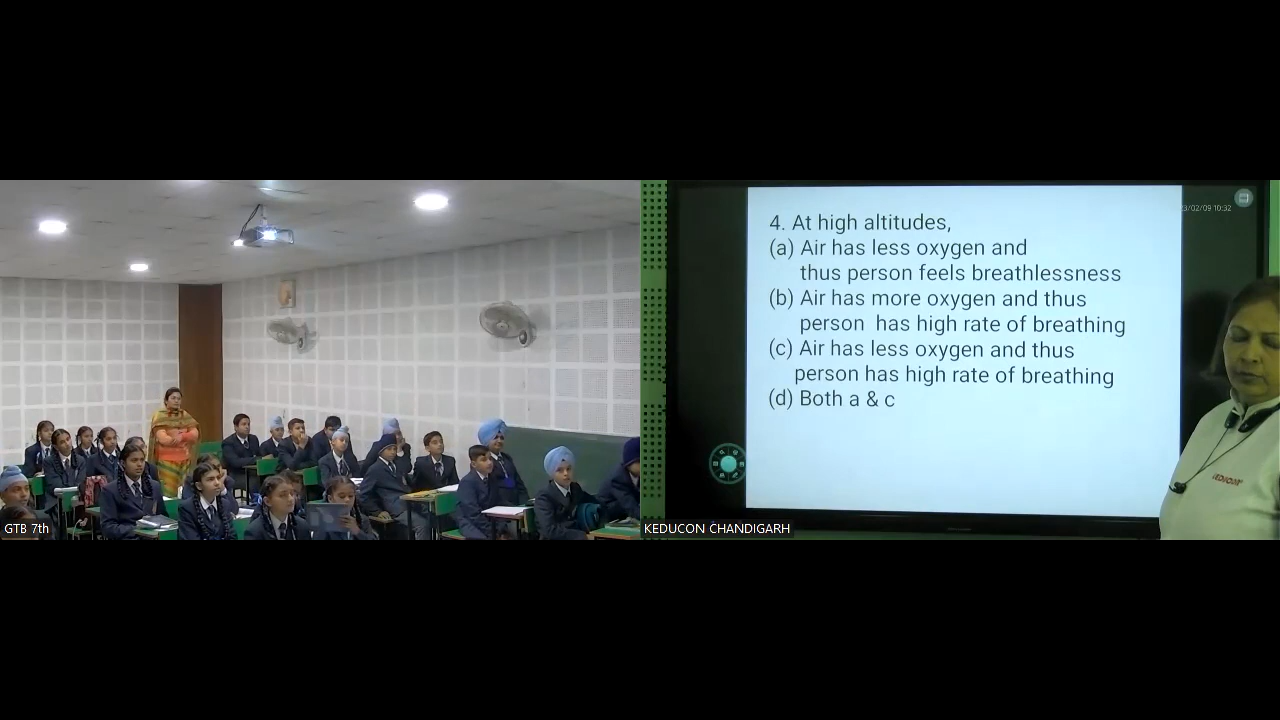 4. At high altitudes,
(a) Air has less oxygen and
thus person feels breathlessness
(b) Air has more oxygen and thus
person has high rate of breathing
(c) Air has less oxygen and thus
person has high rate of breathing
(d) Both a & c
GTB 7th
KEDUCON CHANDIGARH